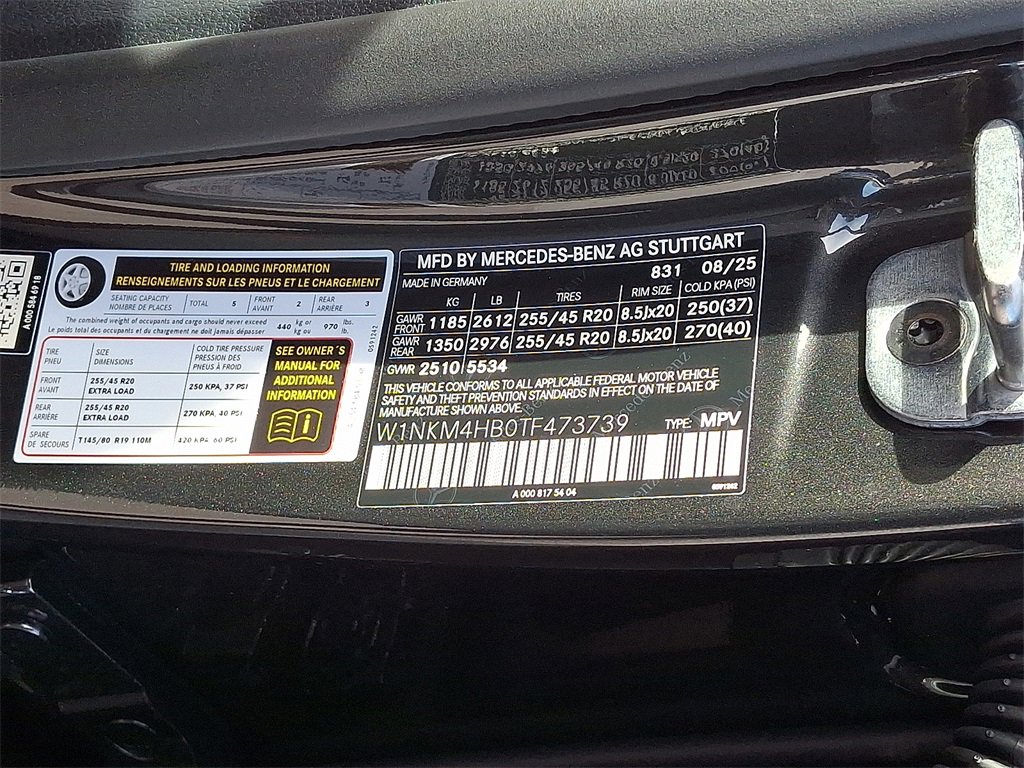 A 000 584 69 18
TIRE AND LOADING INFORMATION
RENSEIGNEMENTS SUR LES PNEUS ET LE CHARGEMENT
SEATING CAPACITY TOTAL 5 FRONT 2 REAR 3
NOMBRE DE PLACES AVANT ARRIÈRE
The combined weight of occupants and cargo should never exceed 440 kg or 970 lbs.
Le poids total des occupants et du chargement ne doit jamais dépasser kg ou lb.
0591242
TIRE SIZE COLD TIRE PRESSURE
PNEU DIMENSIONS PRESSION DES PNEUS À FROID
FRONT 255/45 R20 250 KPA, 37 PSI
AVANT EXTRA LOAD
REAR 255/45 R20 270 KPA, 40 PSI
ARRIÈRE EXTRA LOAD
SPARE T145/80 R19 110M 420 KPA, 60 PSI
DE SECOURS
SEE OWNER´S
MANUAL FOR
ADDITIONAL
INFORMATION
MFD BY MERCEDES-BENZ AG STUTTGART
MADE IN GERMANY 831 08/25
KG LB TIRES RIM SIZE COLD KPA(PSI)
GAWR FRONT 1185 2612 255/45 R20 8.5Jx20 250(37)
GAWR REAR 1350 2976 255/45 R20 8.5Jx20 270(40)
GWR 2510 5534
THIS VEHICLE CONFORMS TO ALL APPLICABLE FEDERAL MOTOR VEHICLE
SAFETY AND THEFT PREVENTION STANDARDS IN EFFECT ON THE DATE OF
MANUFACTURE SHOWN ABOVE.
W1NKM4HB0TF473739 TYPE: MPV
A 000 817 54 04 0591242